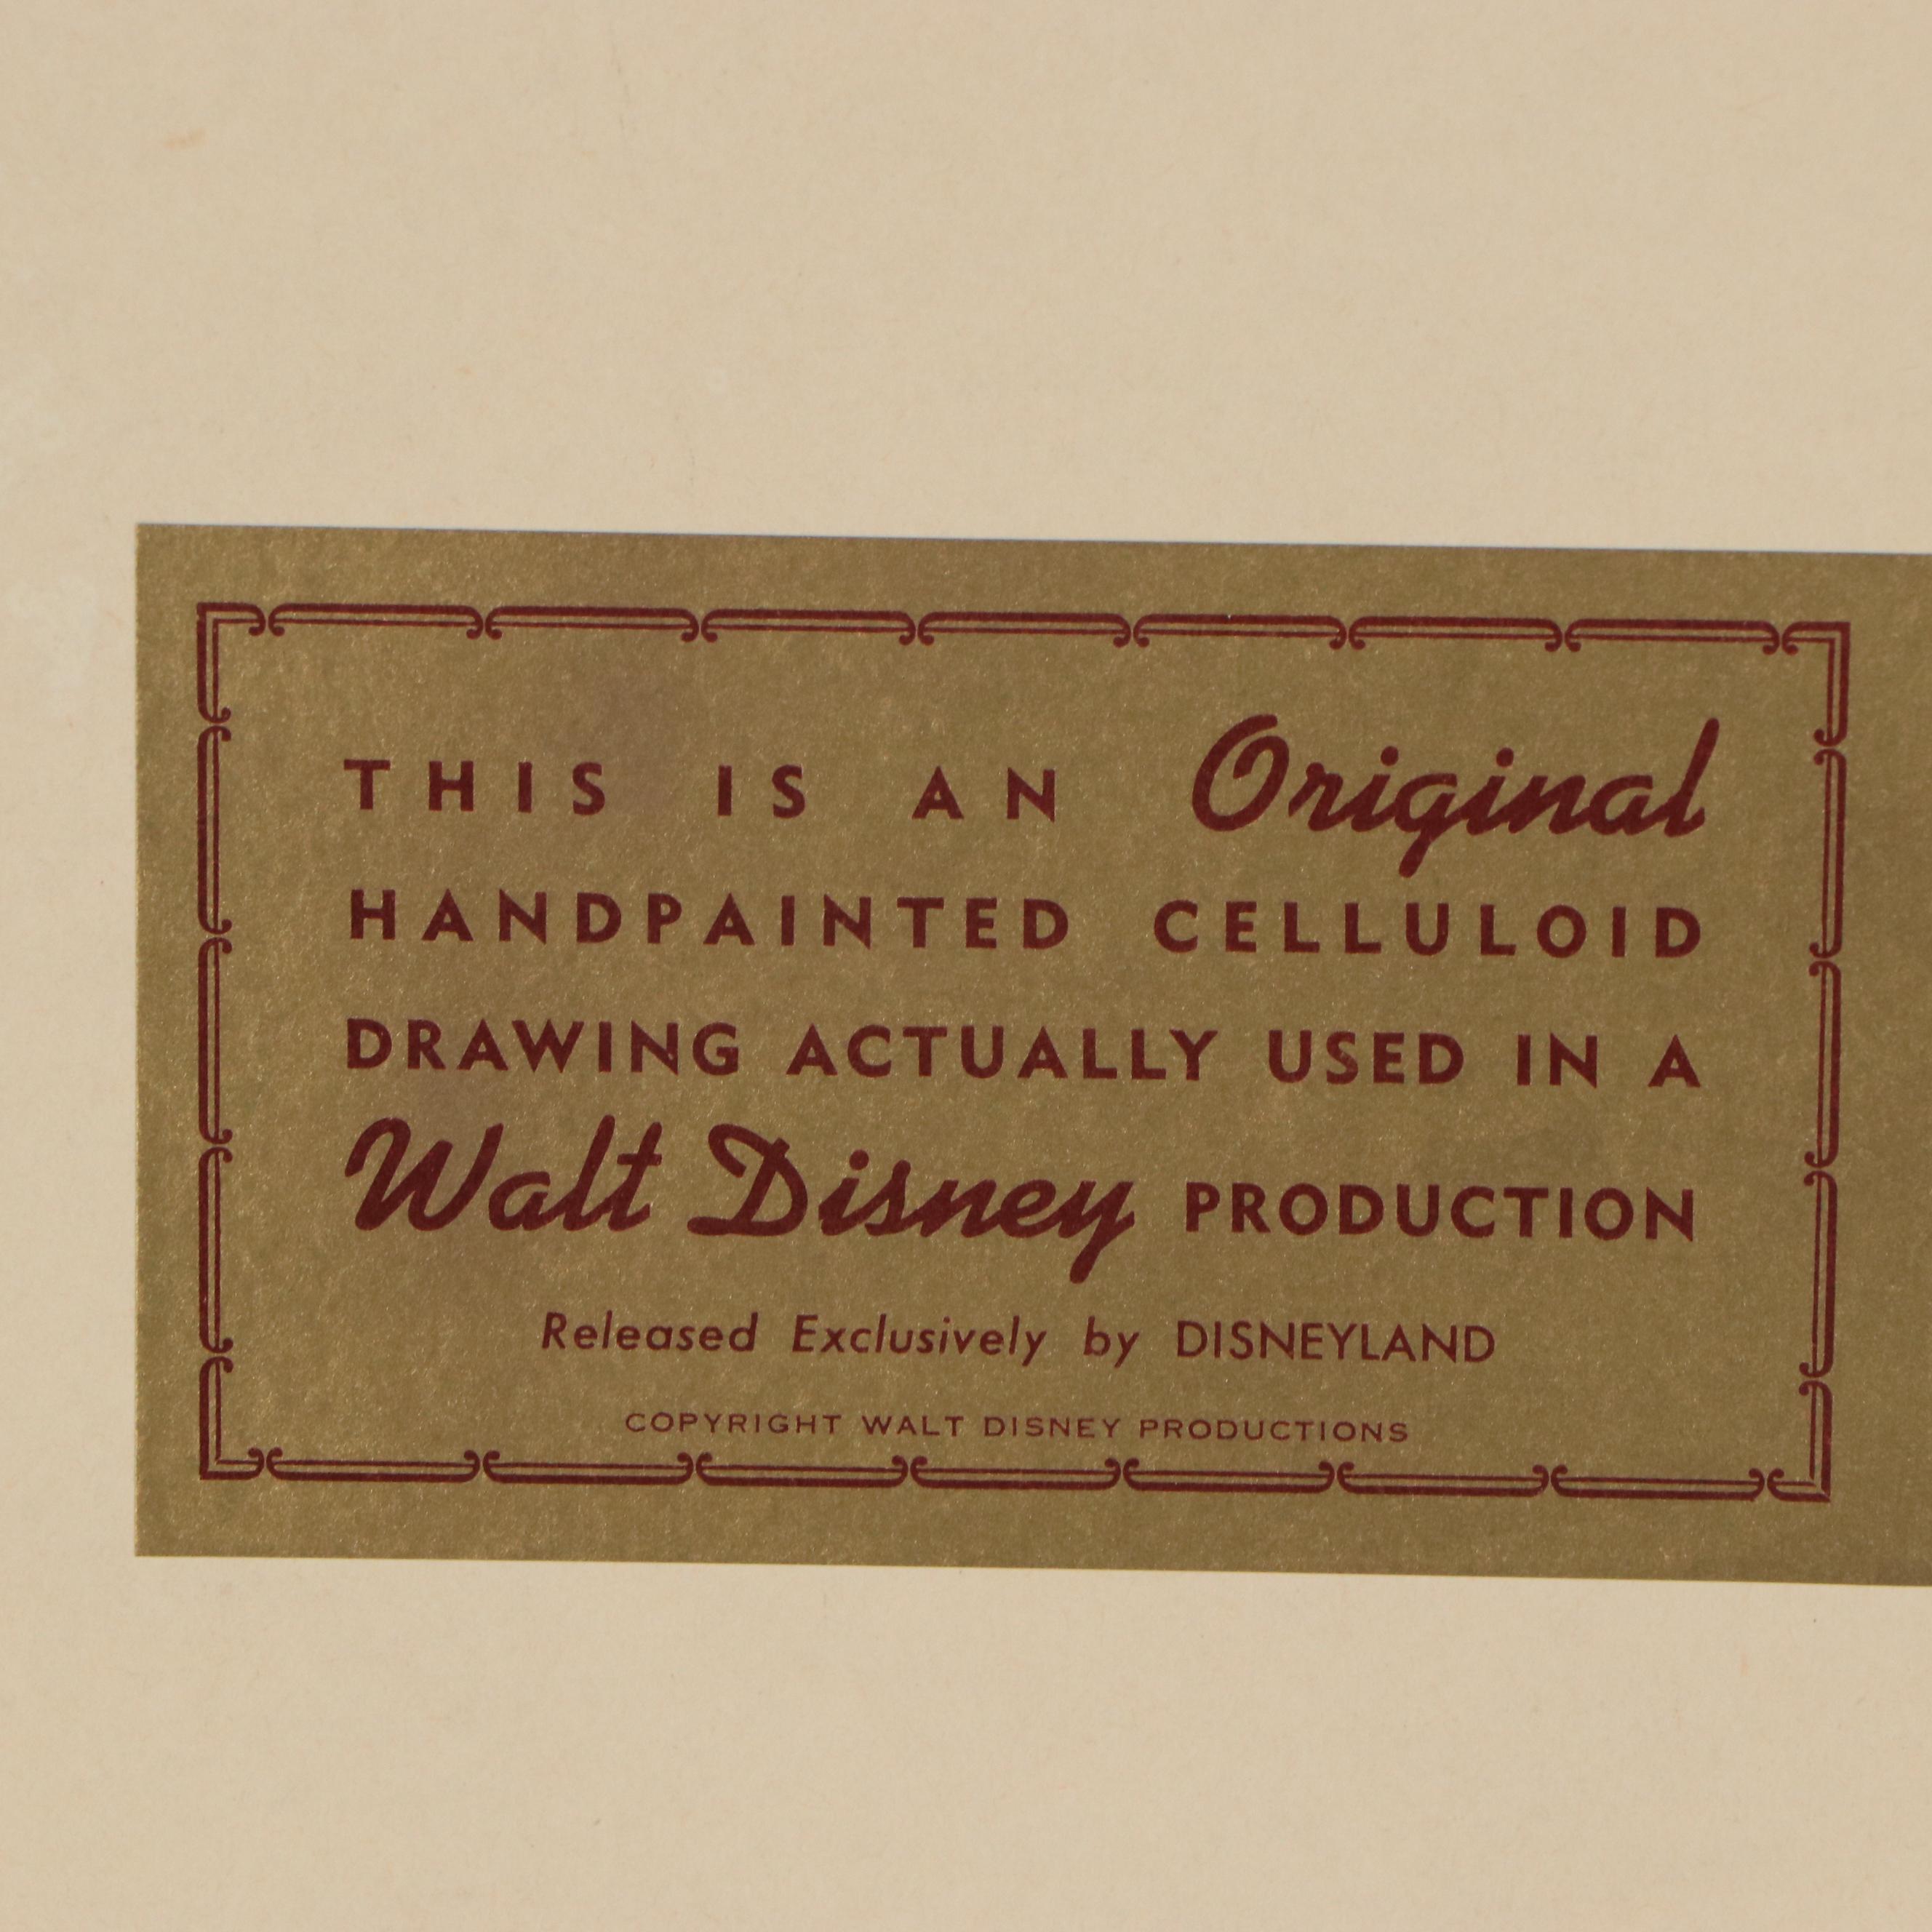 THIS IS AN Original
HANDPAINTED CELLULOID
DRAWING ACTUALLY USED IN A
Walt Disney PRODUCTION
Released Exclusively by DISNEYLAND
COPYRIGHT WALT DISNEY PRODUCTIONS